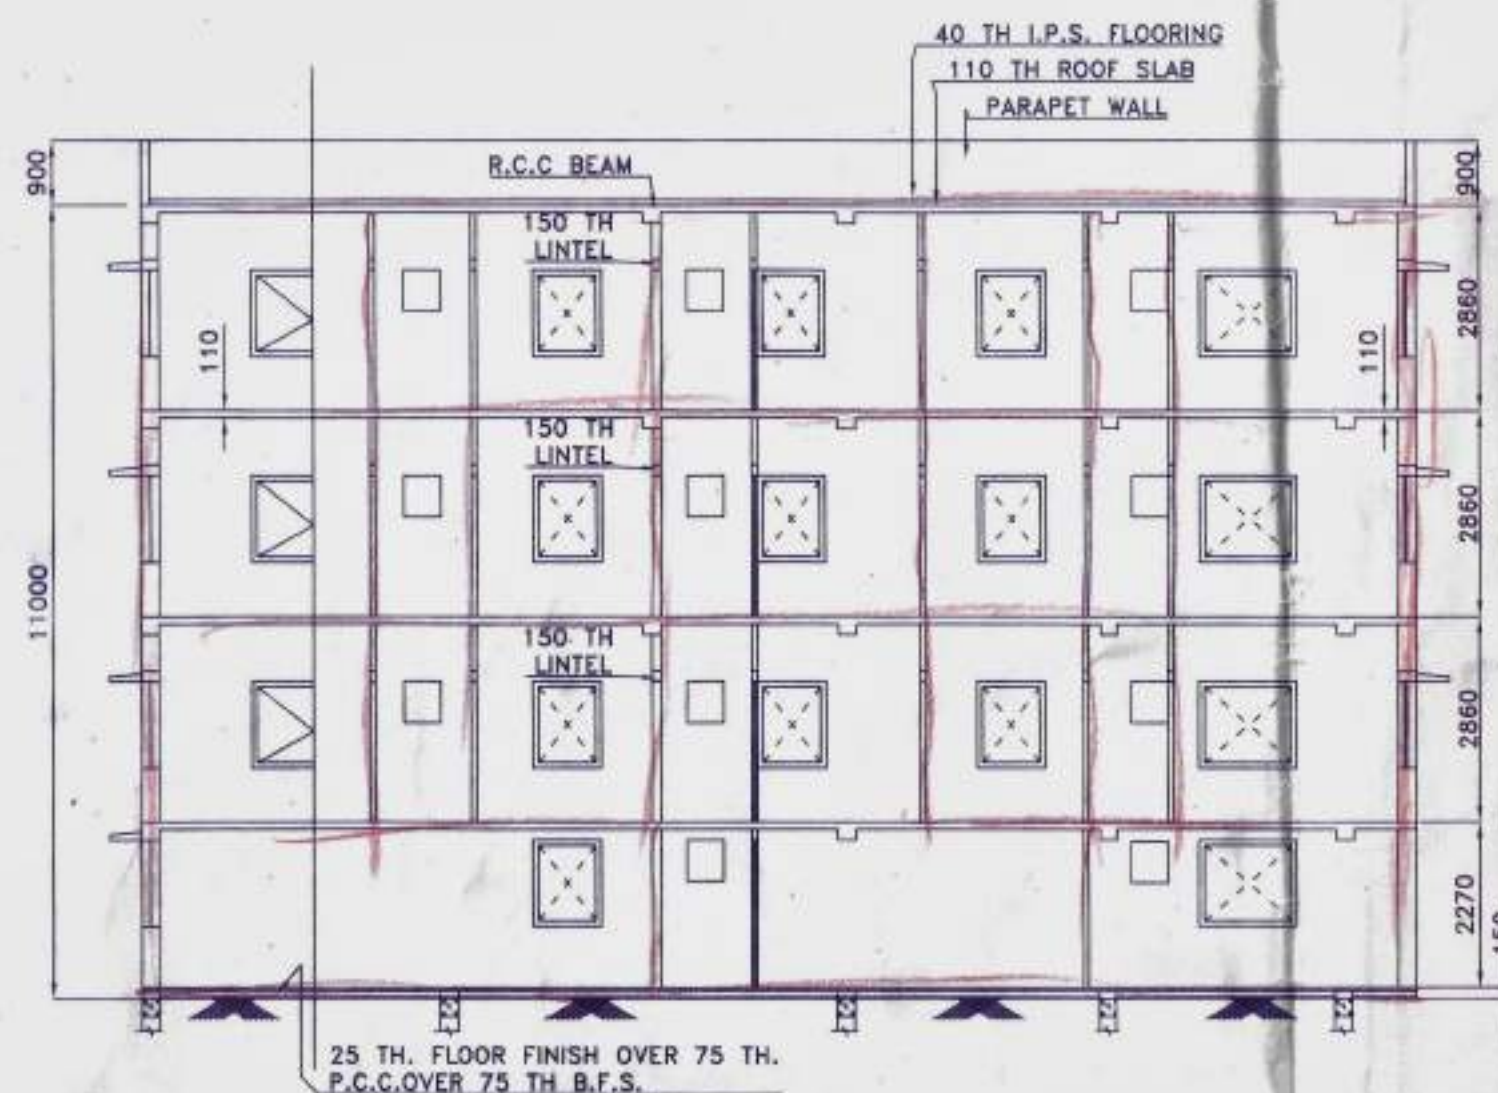 40 TH I.P.S. FLOORING
110 TH ROOF SLAB
PARAPET WALL
900
R.C.C BEAM
900
150 TH
LINTEL
2860
110
110
150 TH
LINTEL
2860
11000
150 TH
LINTEL
2860
2270
25 TH. FLOOR FINISH OVER 75 TH.
P.C.C.OVER 75 TH B.F.S.